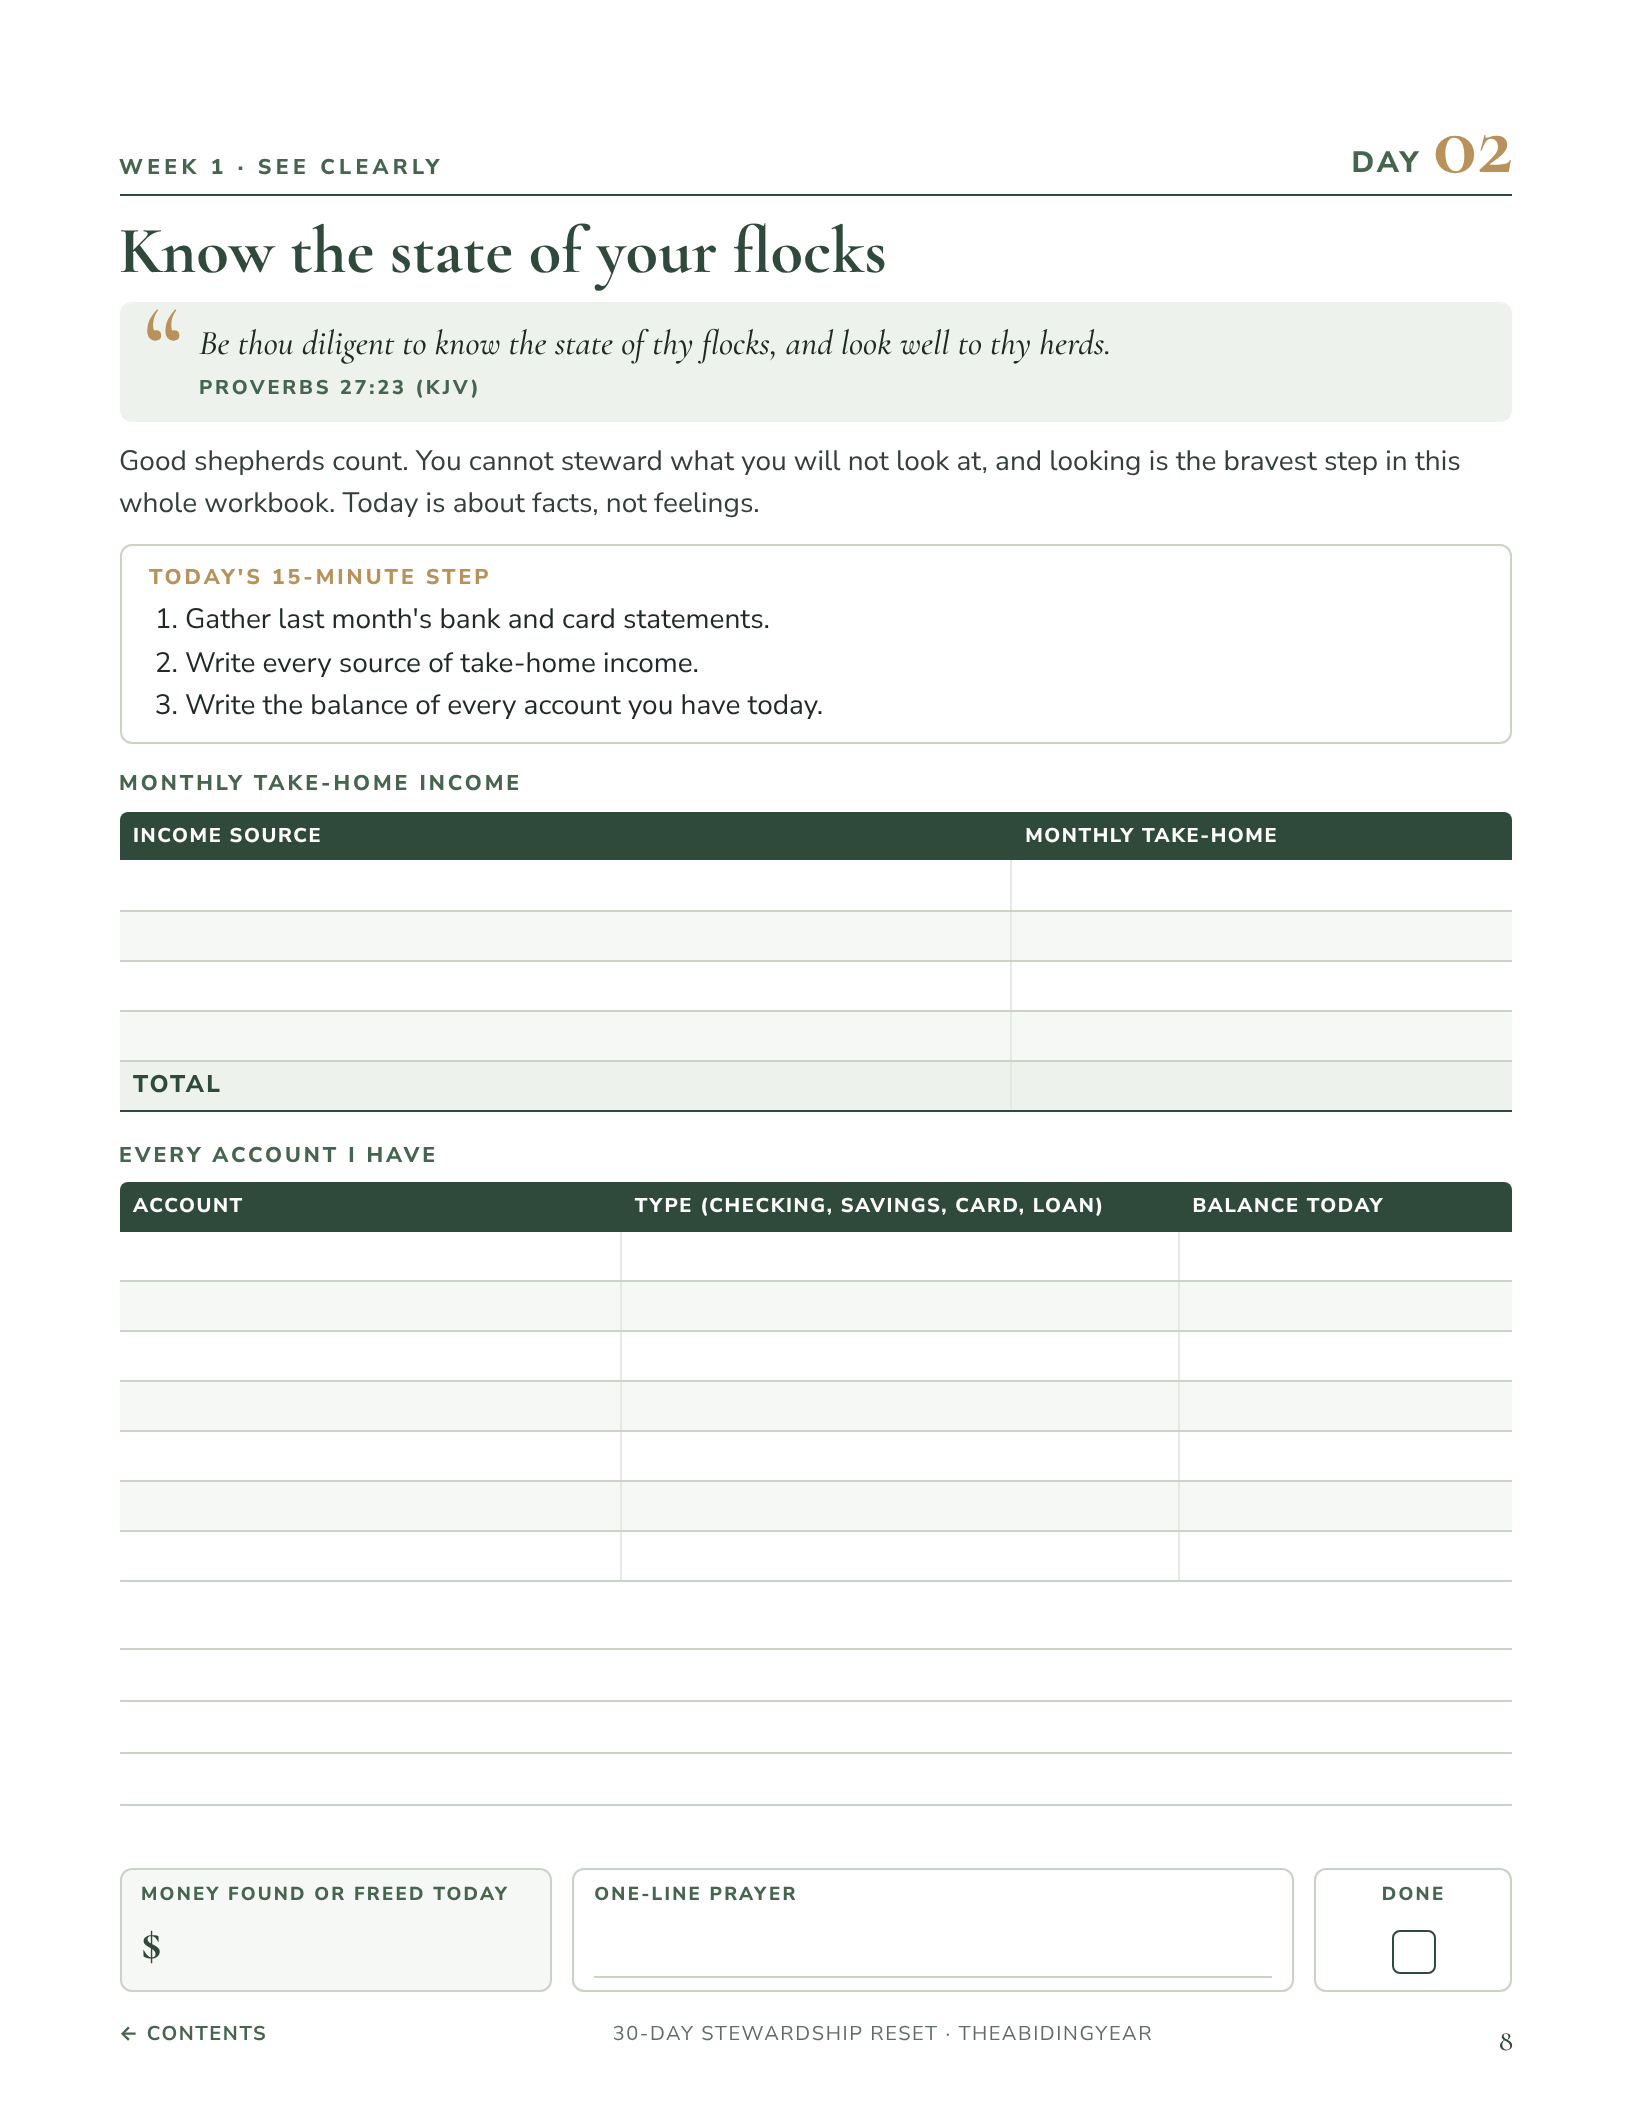 WEEK 1 · SEE CLEARLY
DAY 02
Know the state of your flocks
“
Be thou diligent to know the state of thy flocks, and look well to thy herds.
PROVERBS 27:23 (KJV)
Good shepherds count. You cannot steward what you will not look at, and looking is the bravest step in this
whole workbook. Today is about facts, not feelings.
TODAY'S 15-MINUTE STEP
1. Gather last month's bank and card statements.
2. Write every source of take-home income.
3. Write the balance of every account you have today.
MONTHLY TAKE-HOME INCOME
INCOME SOURCE MONTHLY TAKE-HOME
TOTAL
EVERY ACCOUNT I HAVE
ACCOUNT TYPE (CHECKING, SAVINGS, CARD, LOAN) BALANCE TODAY
MONEY FOUND OR FREED TODAY
$
ONE-LINE PRAYER
DONE
← CONTENTS
30-DAY STEWARDSHIP RESET · THEABIDINGYEAR
8